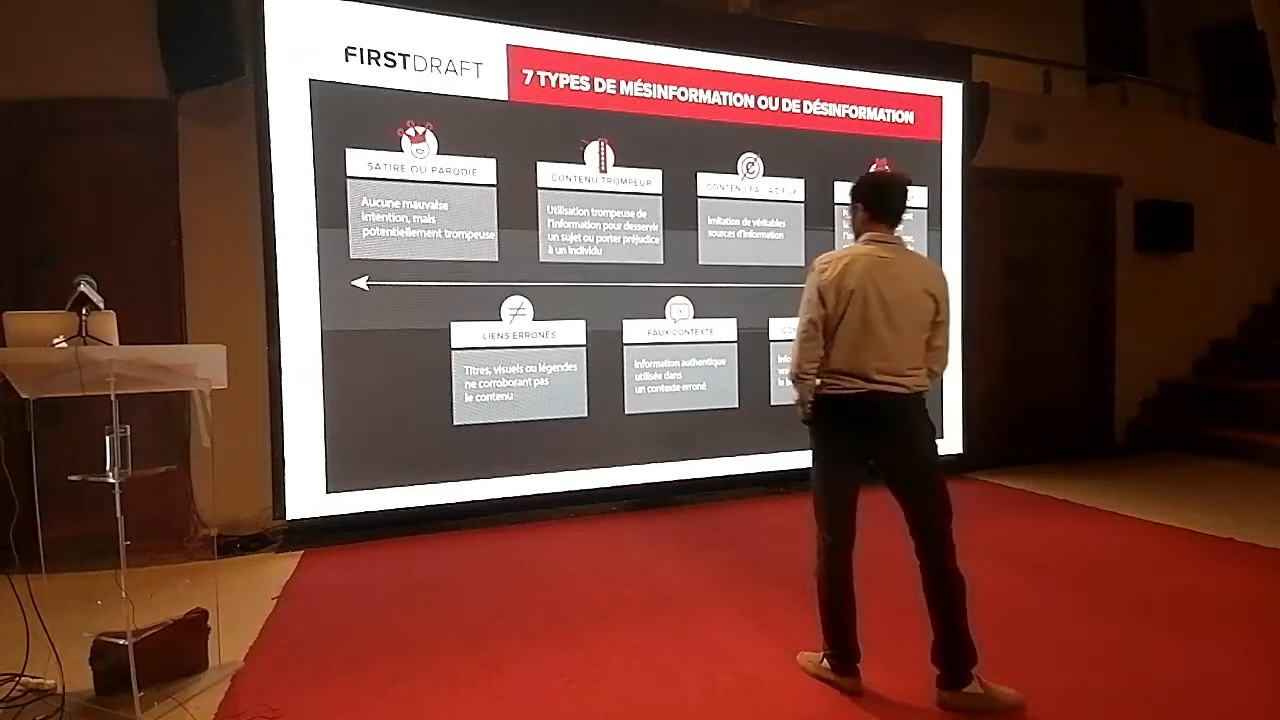 FIRSTDRAFT
7 TYPES DE MÉSINFORMATION OU DE DÉSINFORMATION
SATIRE OU PARODIE
Aucune mauvaise
intention, mais
potentiellement trompeuse
CONTENU TROMPEUR
Utilisation trompeuse de
l'information pour desservir
un sujet ou porter préjudice
à un individu
CONTENU FALLACIEUX
Imitation de véritables
sources d'information
LIENS ERRONÉS
Titres, visuels ou légendes
ne corroborant pas
le contenu
FAUX CONTEXTE
Information authentique
utilisée dans
un contexte erroné